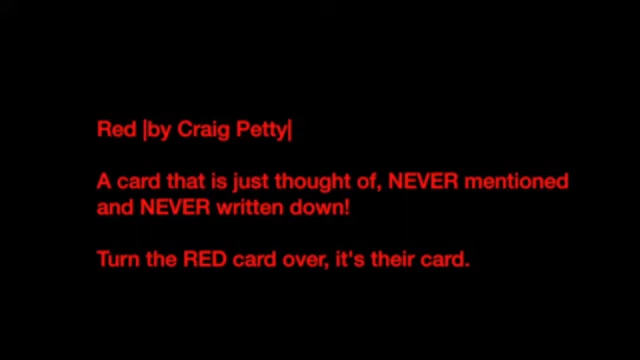 Red |by Craig Petty|
A card that is just thought of, NEVER mentioned
and NEVER written down!
Turn the RED card over, it's their card.